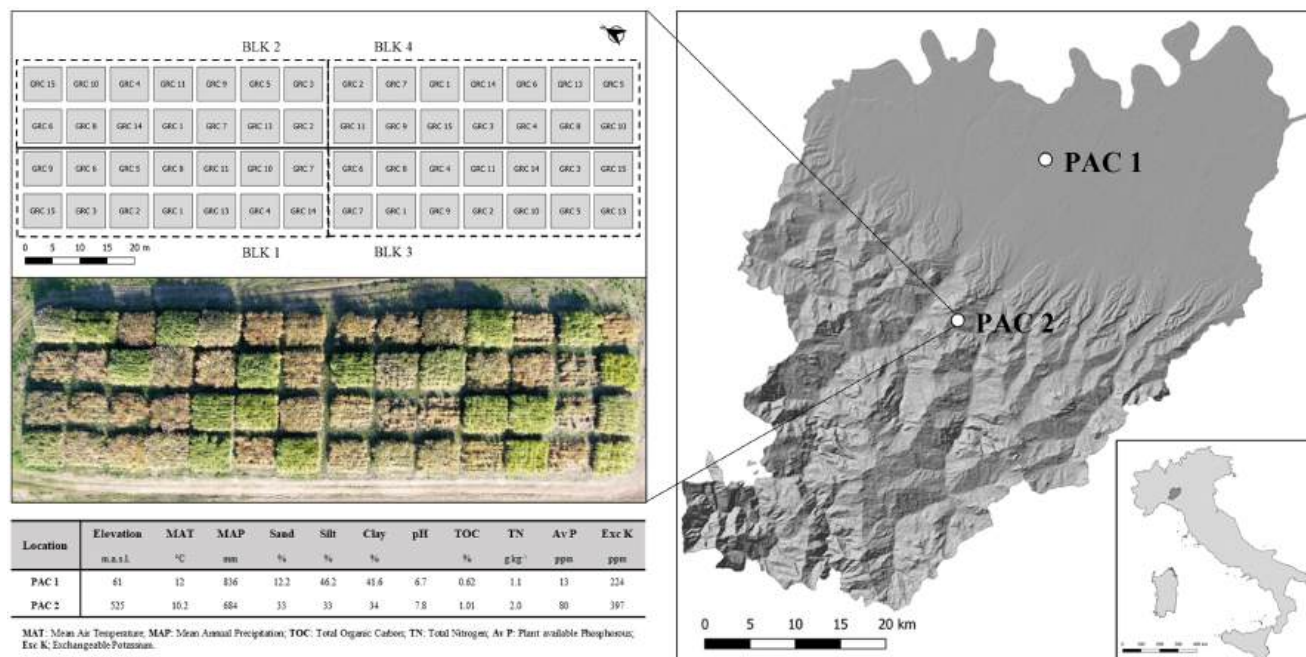 BLK 2 BLK 4
GRC 15 GRC 10 GRC 4 GRC 11 GRC 9 GRC 5 GRC 3 GRC 2 GRC 7 GRC 1 GRC 14 GRC 6 GRC 13 GRC 5
GRC 6 GRC 8 GRC 14 GRC 1 GRC 7 GRC 13 GRC 2 GRC 11 GRC 9 GRC 15 GRC 3 GRC 4 GRC 8 GRC 10
GRC 9 GRC 6 GRC 5 GRC 8 GRC 11 GRC 10 GRC 7 GRC 6 GRC 8 GRC 4 GRC 11 GRC 14 GRC 3 GRC 15
GRC 15 GRC 3 GRC 2 GRC 1 GRC 13 GRC 4 GRC 14 GRC 7 GRC 1 GRC 9 GRC 2 GRC 10 GRC 5 GRC 13
0 5 10 15 20 m
BLK 1 BLK 3
Location Elevation MAT MAP Sand Silt Clay pH TOC TN Av P Exc K
m.a.s.l. °C mm % % % % g kg⁻¹ ppm ppm
PAC 1 61 12 836 12.2 46.2 41.6 6.7 0.62 1.1 13 224
PAC 2 525 10.2 684 33 33 34 7.8 1.01 2.0 80 397
MAT: Mean Air Temperature; MAP: Mean Annual Precipitation; TOC: Total Organic Carbon; TN: Total Nitrogen; Av P: Plant available Phosphorous;
Exc K; Exchangeable Potassium.
PAC 1
PAC 2
0 5 10 15 20 km